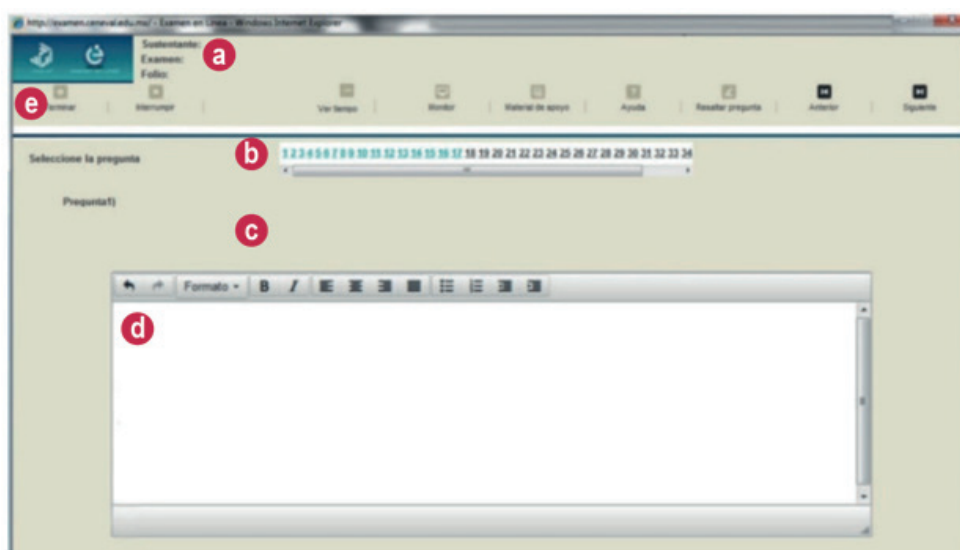 http://examen.ceneval.edu.mx/ - Examen en Linea - Windows Internet Explorer
Sustentante:
a
Examen:
Folio:
e
Terminar
Interrumpir
Ver tiempo
Monitor
Material de apoyo
Ayuda
Resaltar pregunta
Anterior
Siguiente
Seleccione la pregunta
b
1 2 3 4 5 6 7 8 9 10 11 12 13 14 15 16 17 18 19 20 21 22 23 24 25 26 27 28 29 30 31 32 33 34
Pregunta1)
c
Formato
B
I
d